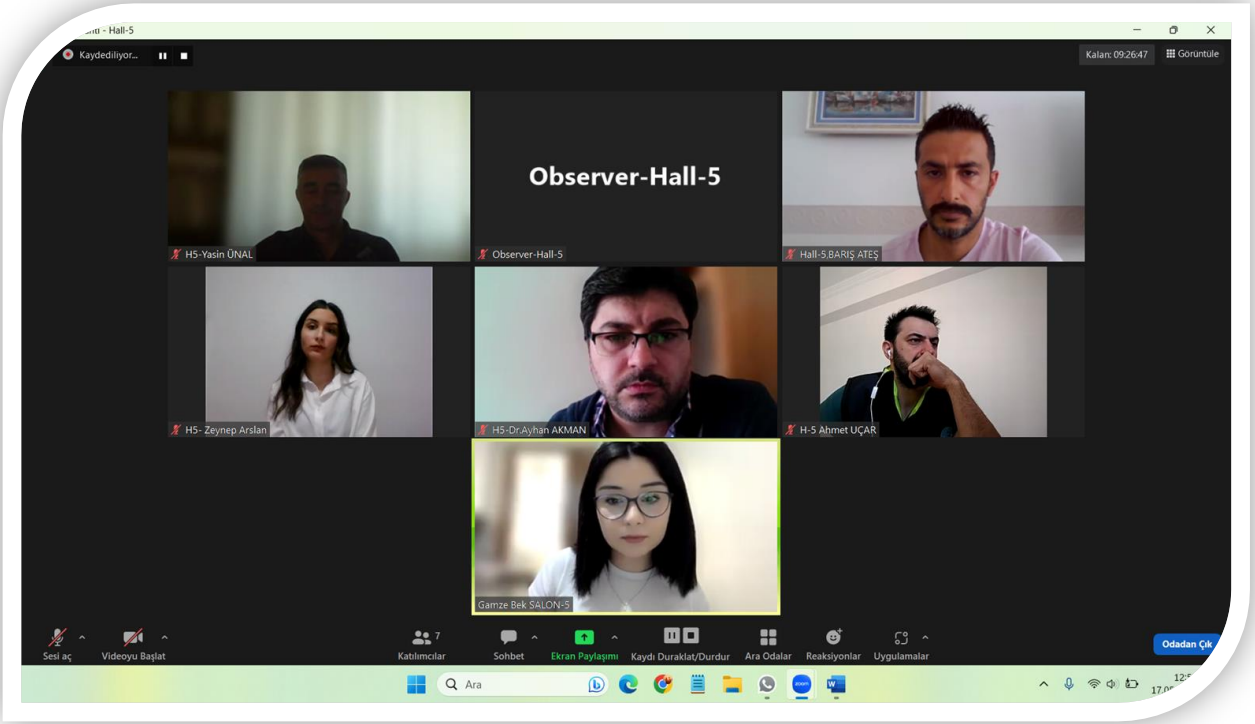 - Hall-5
Kaydediliyor...
Kalan: 09:26:47
Görüntüle
H5-Yasin ÜNAL
Observer-Hall-5
Observer-Hall-5
Hall-5,BARIŞ ATEŞ
H5- Zeynep Arslan
H5-Dr.Ayhan AKMAN
H-5 Ahmet UÇAR
Gamze Bek SALON-5
Sesi aç
Videoyu Başlat
7
Katılımcılar
Sohbet
Ekran Paylaşımı
Kaydı Duraklat/Durdur
Ara Odalar
Reaksiyonlar
Uygulamalar
Odadan Çık
Ara
zoom
W